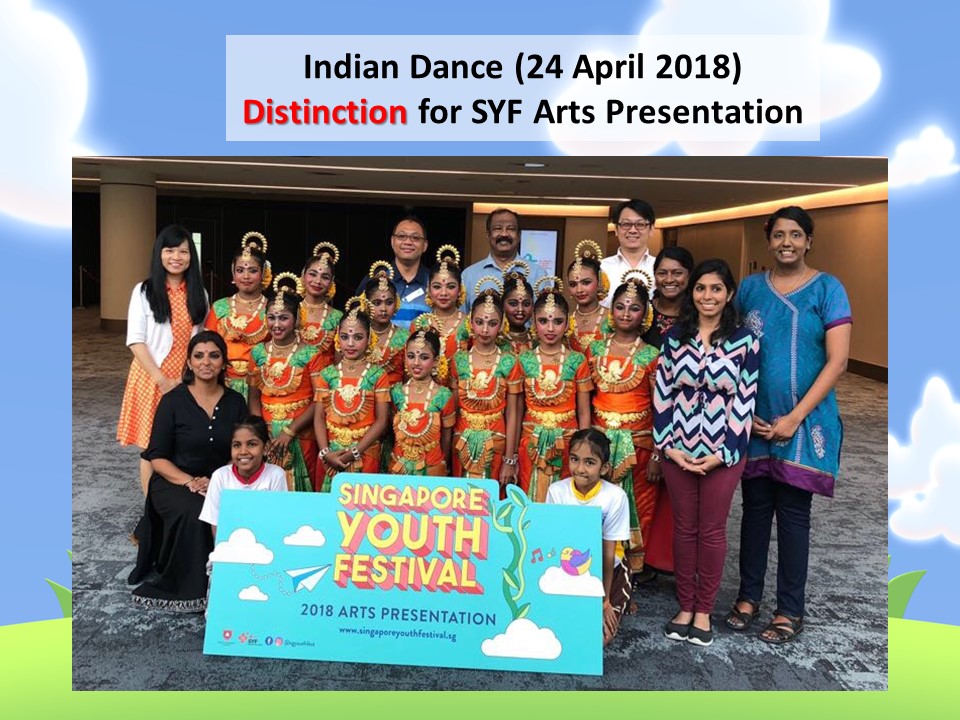 Indian Dance (24 April 2018)
Distinction for SYF Arts Presentation
SINGAPORE
YOUTH
FESTIVAL
2018 ARTS PRESENTATION
www.singaporeyouthfestival.sg
SYF